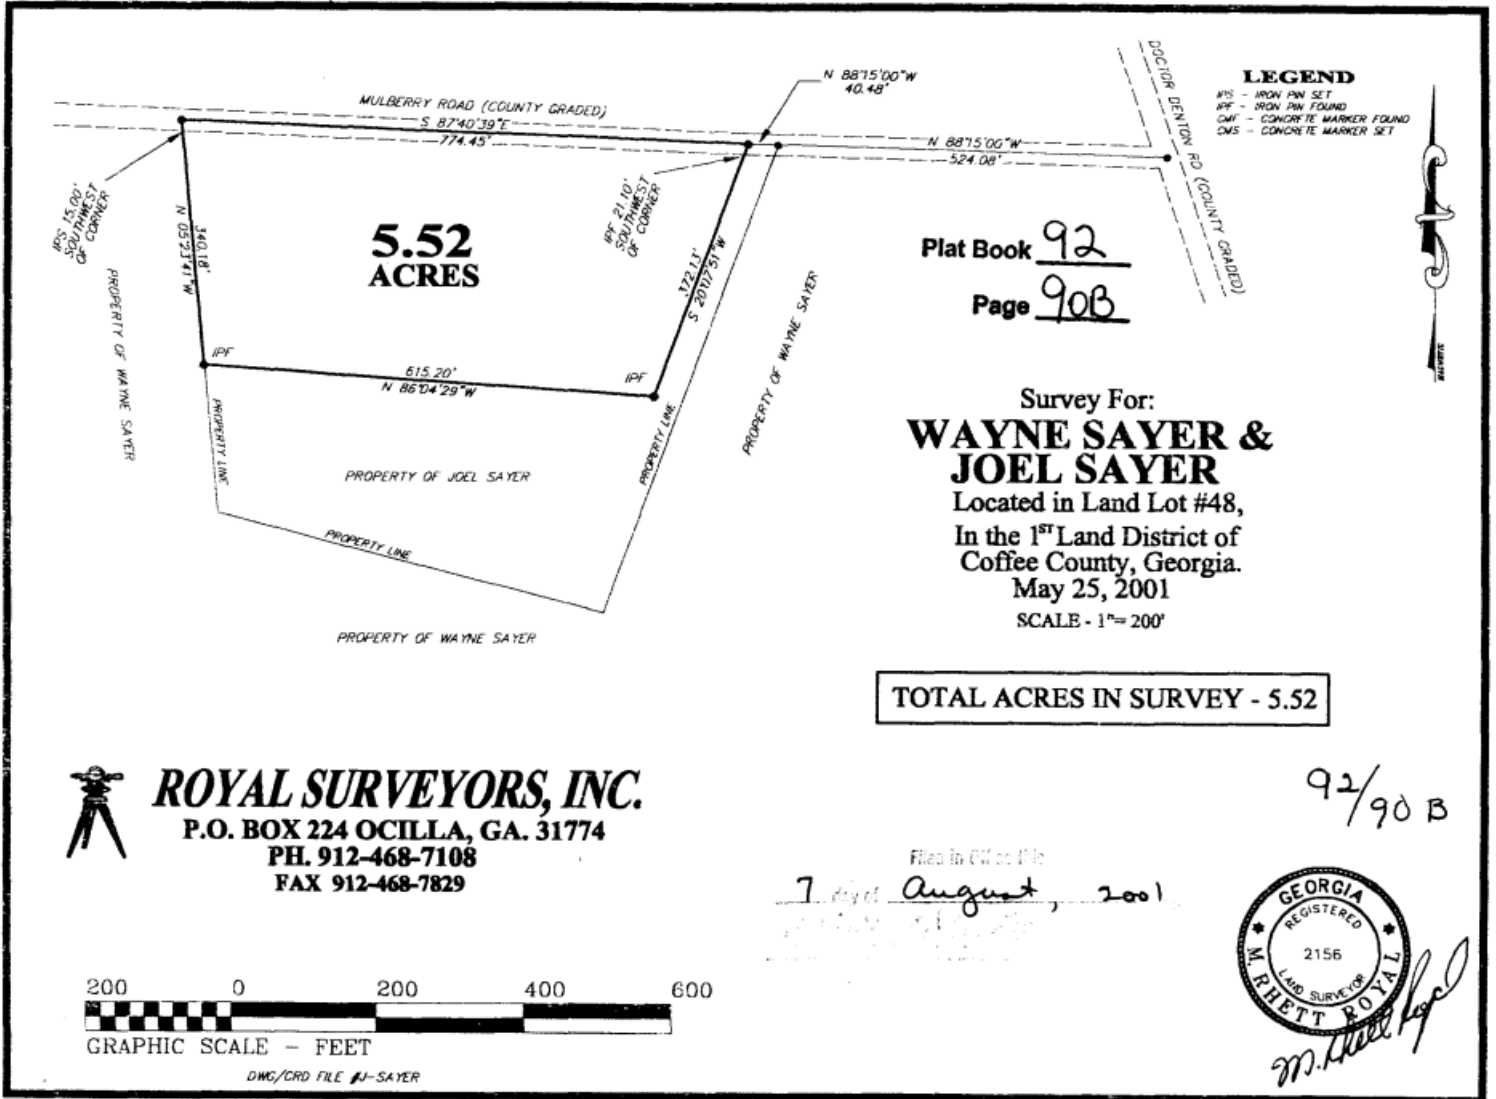 MULBERRY ROAD (COUNTY GRADED)
S 87°40'39"E
774.45'
N 88°15'00"W
40.48'
N 88°15'00"W
524.08'
DOCTOR DENTON RD (COUNTY GRADED)
LEGEND
IPS - IRON PIN SET
IPF - IRON PIN FOUND
CMF - CONCRETE MARKER FOUND
CMS - CONCRETE MARKER SET
IPS 15.00'
SOUTHWEST
OF CORNER
N 05°23'41"W
340.18'
5.52
ACRES
IPF 21.10'
SOUTHWEST
OF CORNER
372.13'
S 20°17'51"W
PROPERTY OF WAYNE SAYER
PROPERTY OF WAYNE SAYER
Plat Book 92
Page 90B
IPF
615.20'
N 86°04'29"W
IPF
PROPERTY LINE
PROPERTY LINE
PROPERTY OF JOEL SAYER
PROPERTY LINE
PROPERTY OF WAYNE SAYER
Survey For:
WAYNE SAYER &
JOEL SAYER
Located in Land Lot #48,
In the 1ST Land District of
Coffee County, Georgia.
May 25, 2001
SCALE - 1"= 200'
TOTAL ACRES IN SURVEY - 5.52
ROYAL SURVEYORS, INC.
P.O. BOX 224 OCILLA, GA. 31774
PH. 912-468-7108
FAX 912-468-7829
92/90 B
Filed in Office this
7 day of August, 2001
GEORGIA
REGISTERED
2156
LAND SURVEYOR
M. RHETT ROYAL
M. Rhett Royal
200 0 200 400 600
GRAPHIC SCALE - FEET
DWG/CRD FILE #J-SAYER